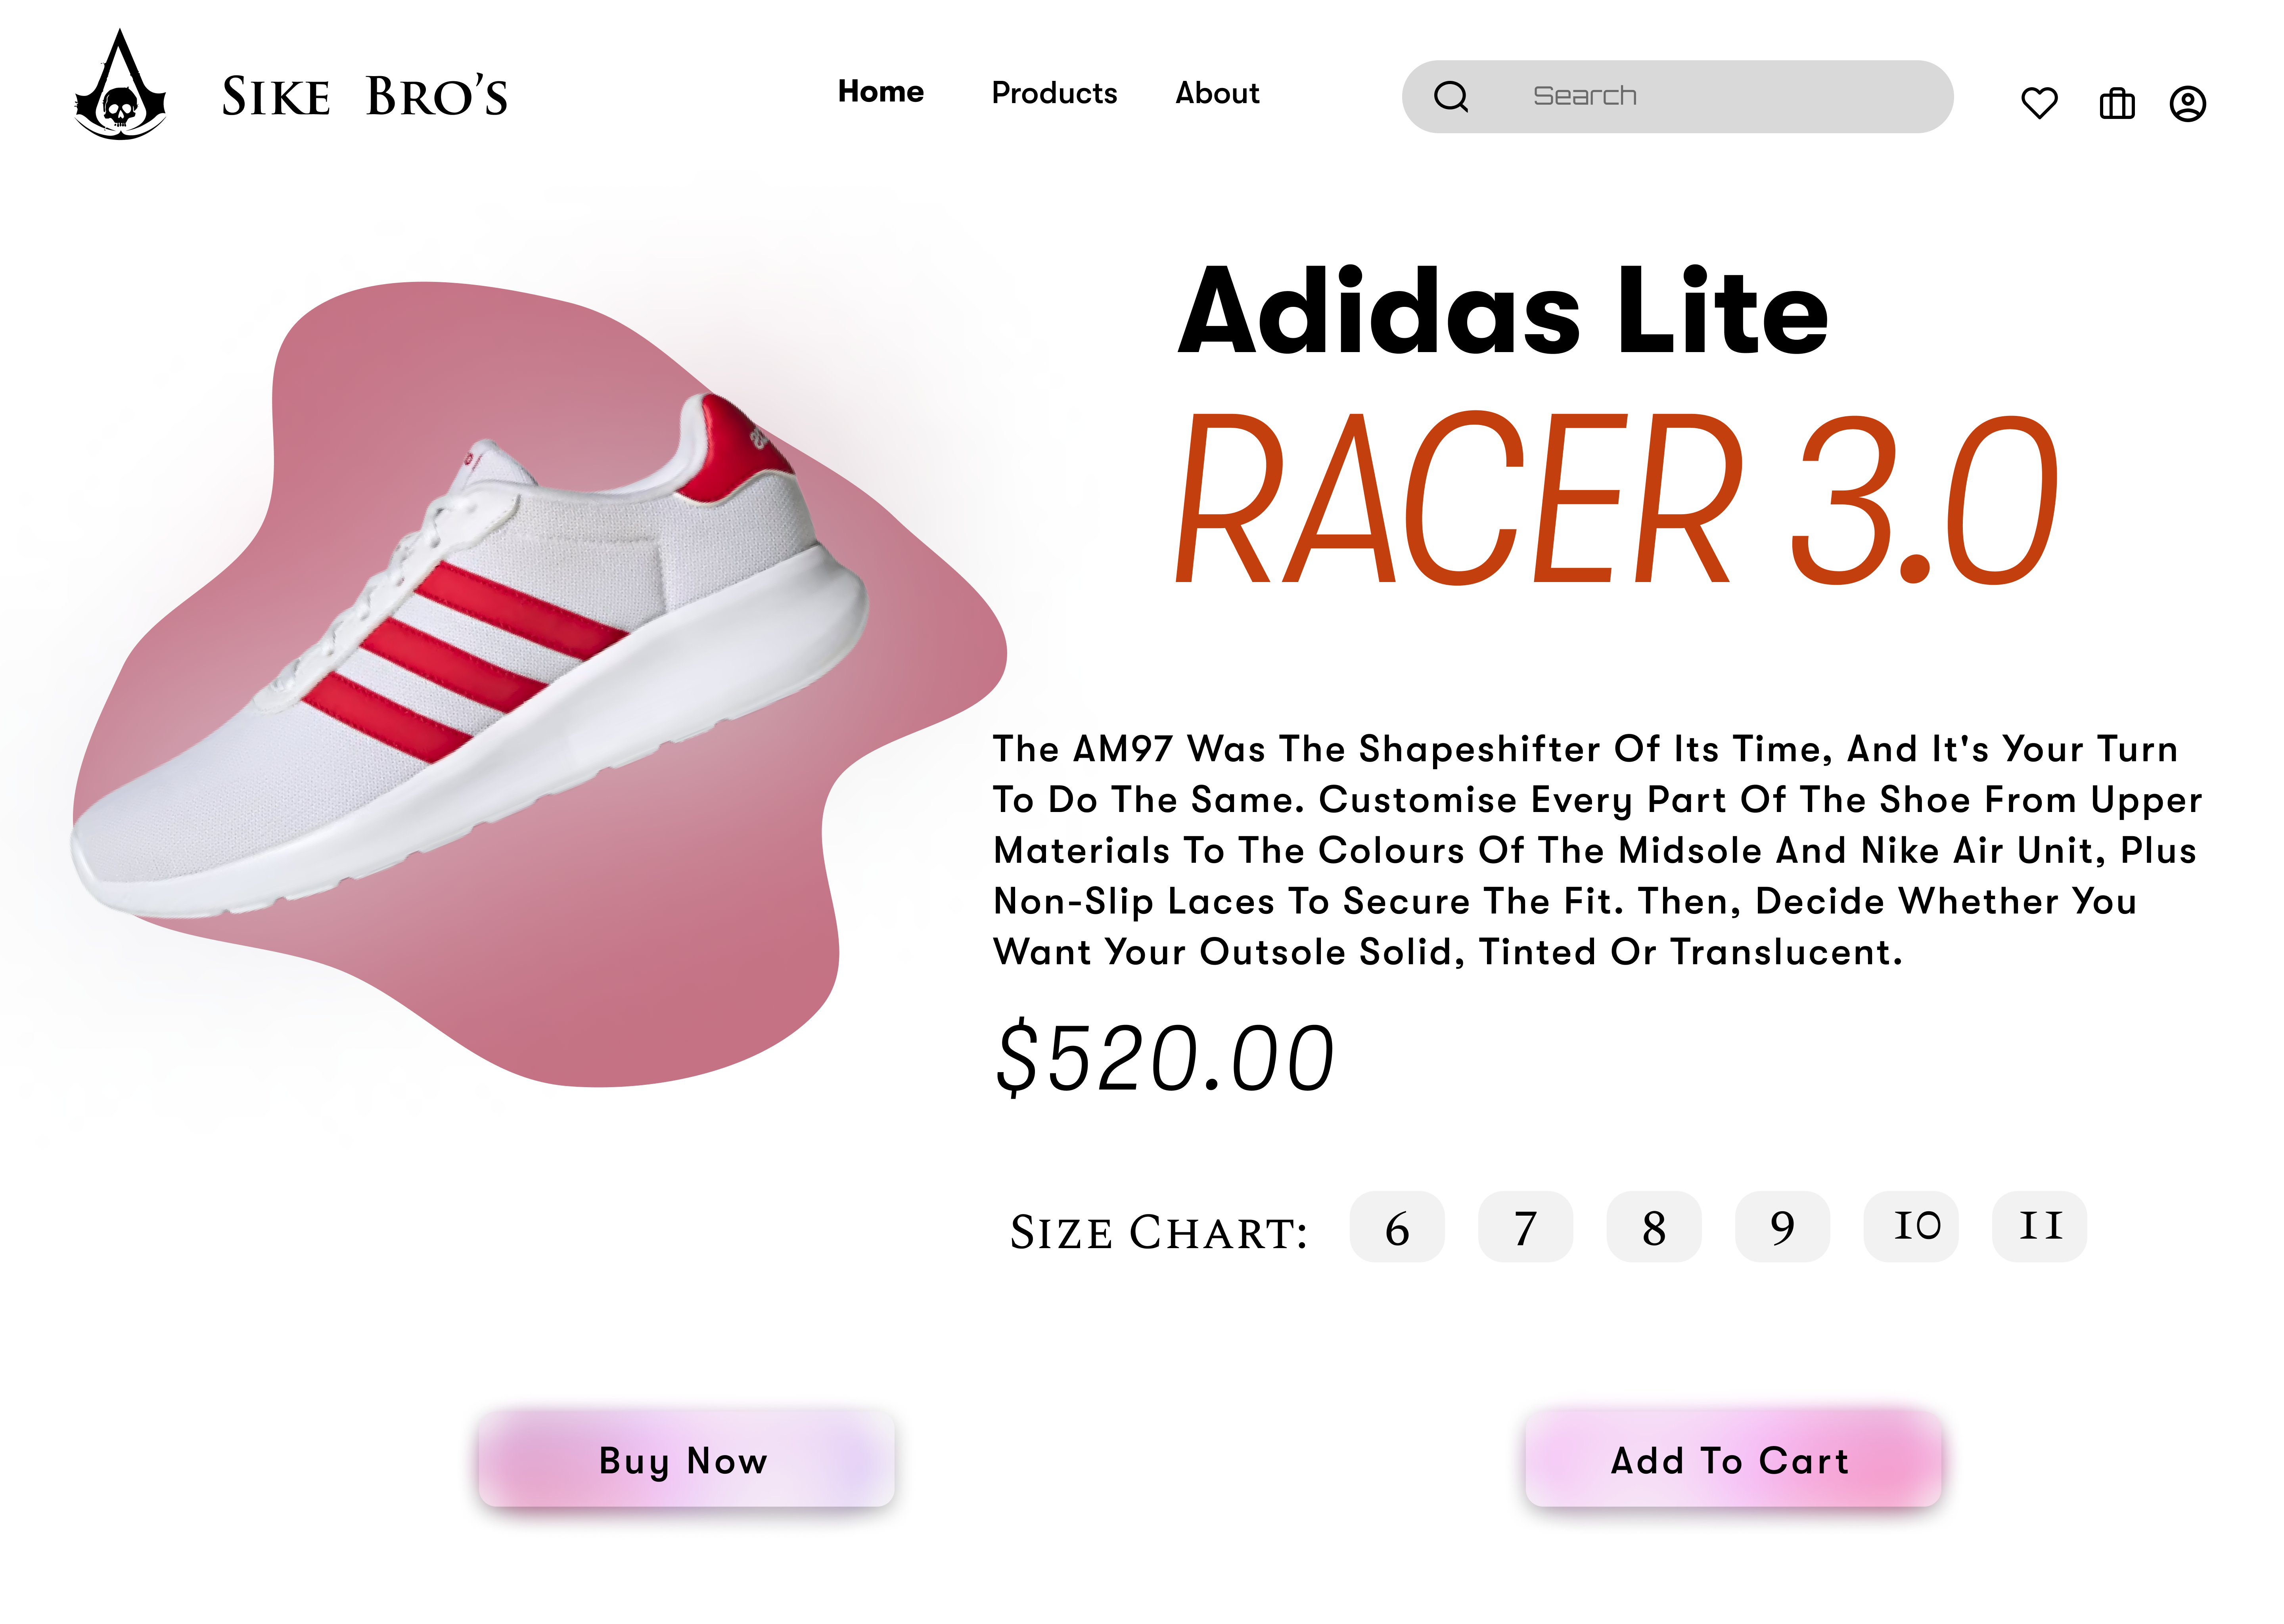 Sike Bro’s
Home
Products
About
Search
Adidas Lite
RACER 3.0
The AM97 Was The Shapeshifter Of Its Time, And It's Your Turn
To Do The Same. Customise Every Part Of The Shoe From Upper
Materials To The Colours Of The Midsole And Nike Air Unit, Plus
Non-Slip Laces To Secure The Fit. Then, Decide Whether You
Want Your Outsole Solid, Tinted Or Translucent.
$520.00
Size Chart:
6
7
8
9
10
11
Buy Now
Add To Cart